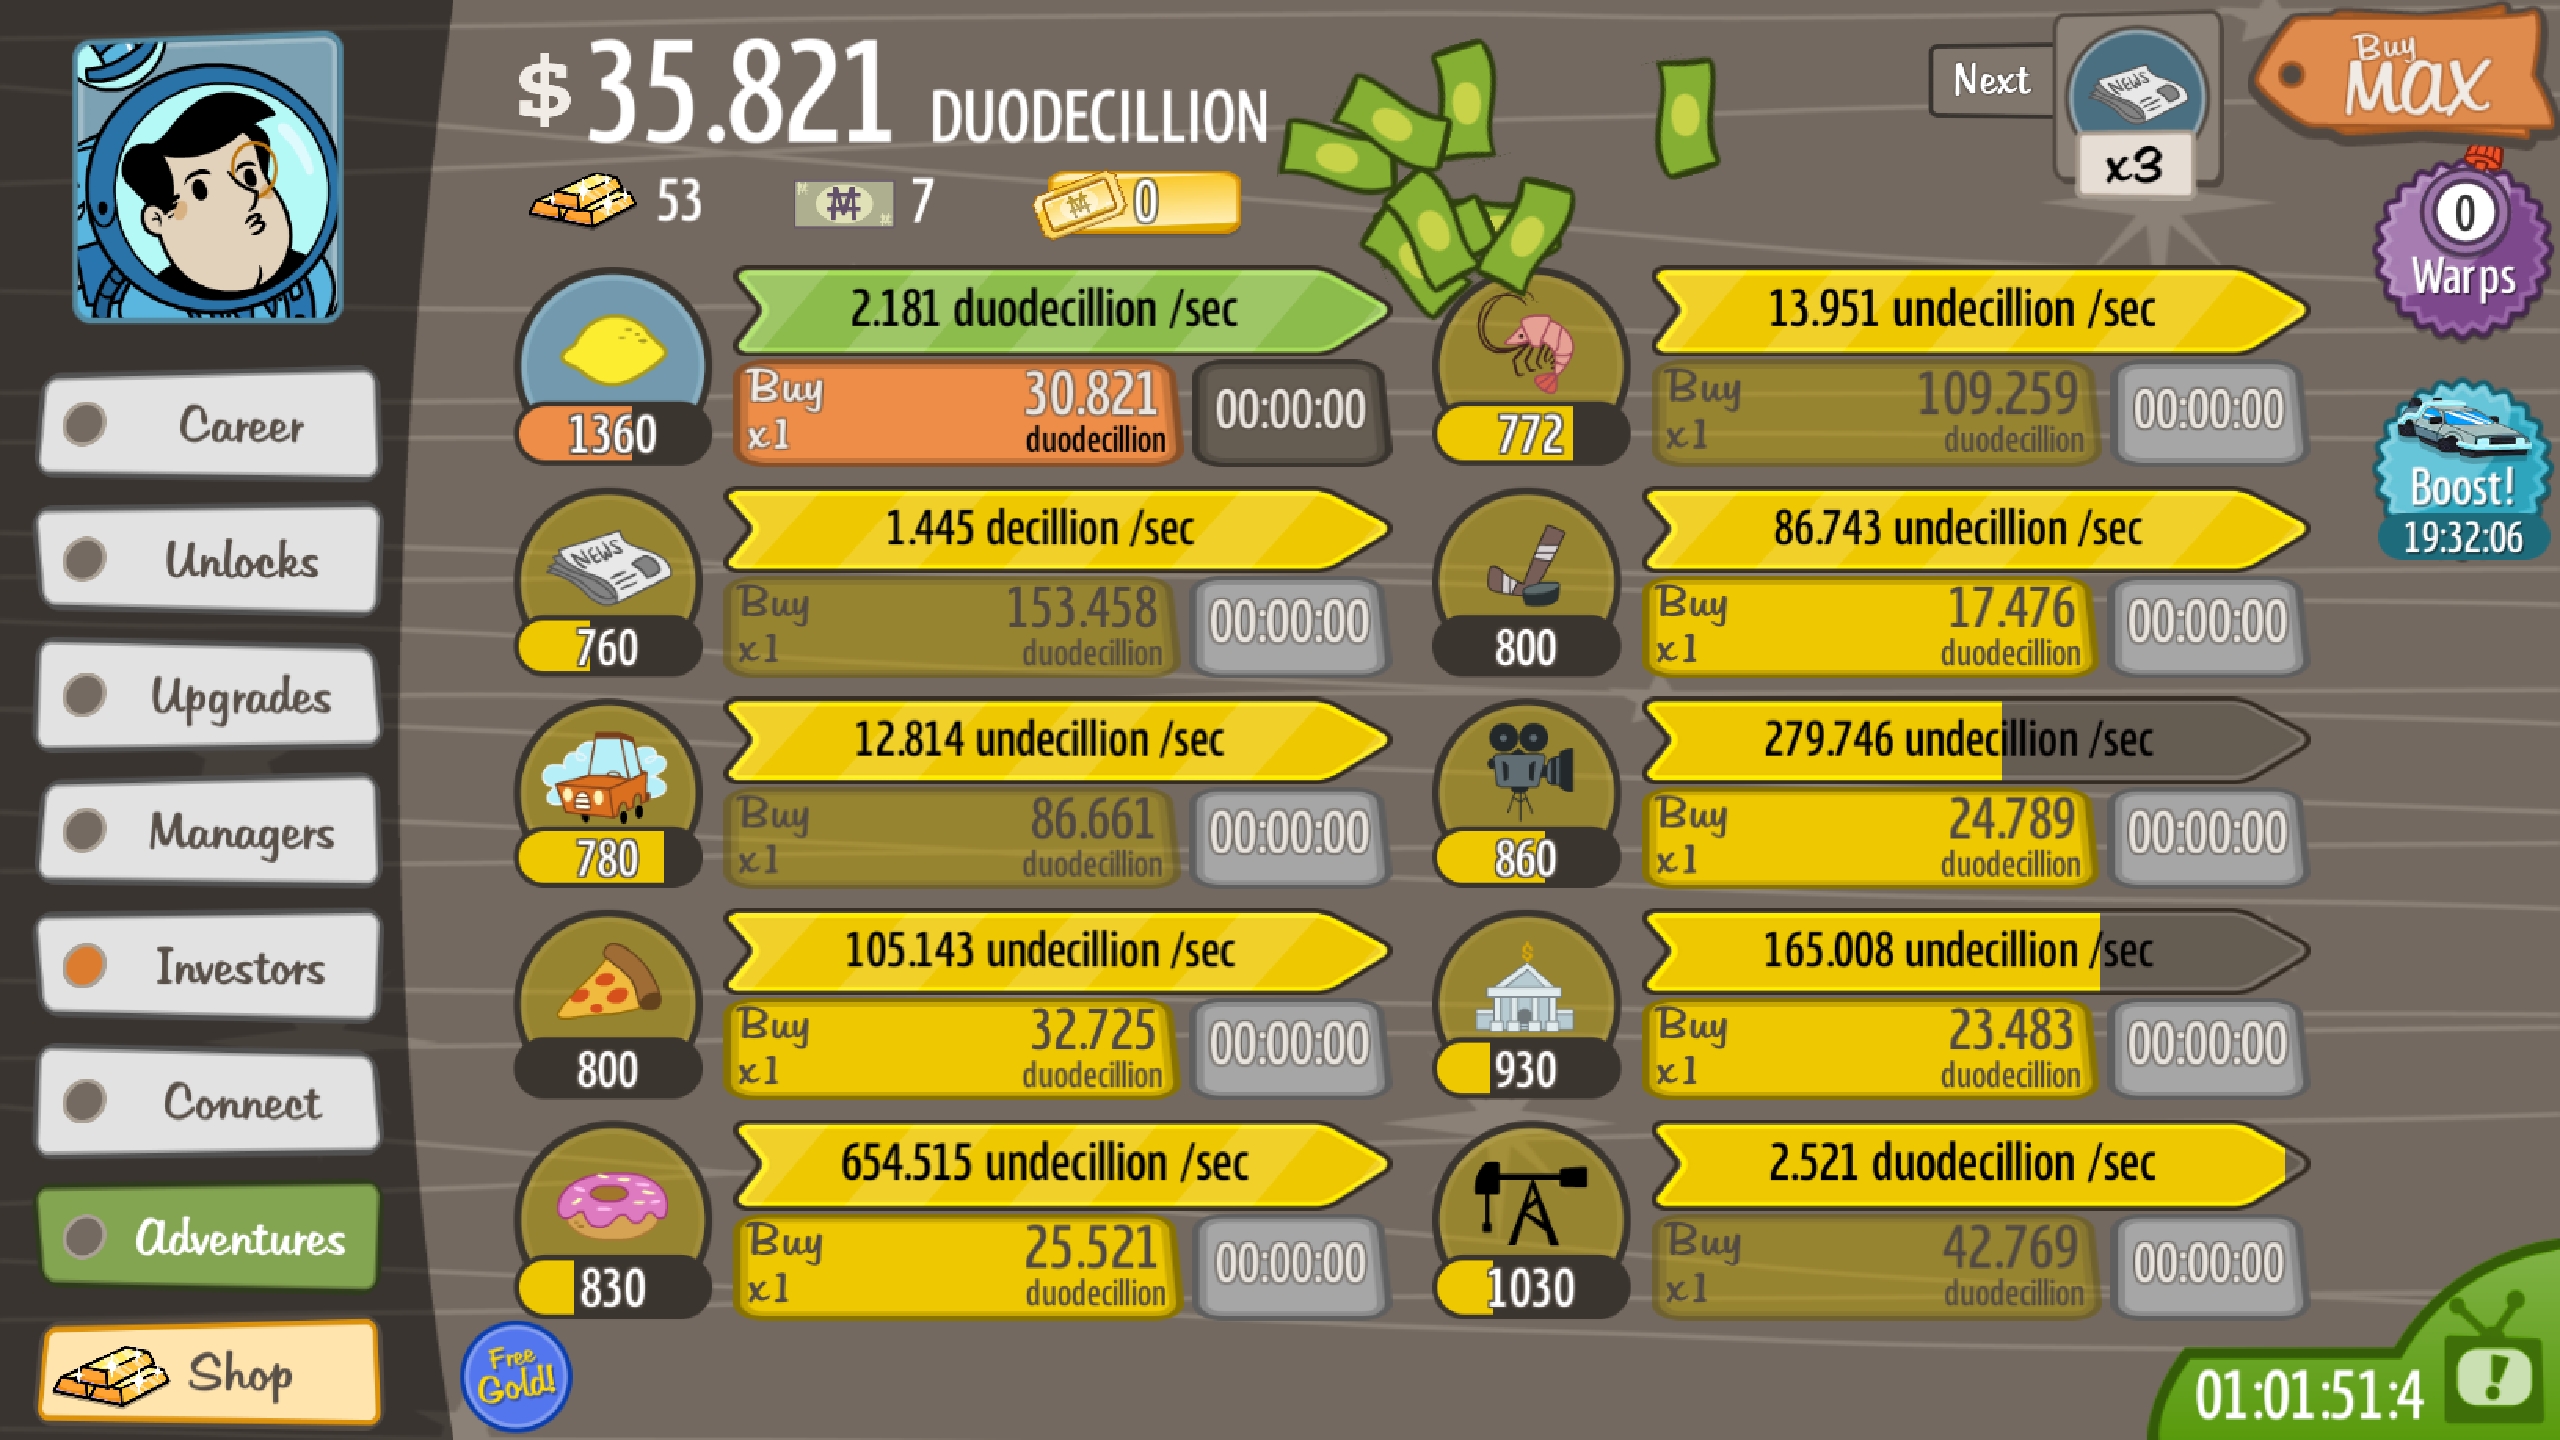 $ 35.821 DUODECILLION
53
7
0
Next
x3
Buy
MAX
0
Warps
Boost!
19:32:06
Career
Unlocks
Upgrades
Managers
Investors
Connect
Adventures
Shop
2.181 duodecillion /sec
1360
Buy
x1
30.821
duodecillion
00:00:00
NEWS
1.445 decillion /sec
760
Buy
x1
153.458
duodecillion
00:00:00
12.814 undecillion /sec
780
Buy
x1
86.661
duodecillion
00:00:00
105.143 undecillion /sec
800
Buy
x1
32.725
duodecillion
00:00:00
654.515 undecillion /sec
830
Buy
x1
25.521
duodecillion
00:00:00
13.951 undecillion /sec
772
Buy
x1
109.259
duodecillion
00:00:00
86.743 undecillion /sec
800
Buy
x1
17.476
duodecillion
00:00:00
279.746 undecillion /sec
860
Buy
x1
24.789
duodecillion
00:00:00
165.008 undecillion /sec
930
Buy
x1
23.483
duodecillion
00:00:00
2.521 duodecillion /sec
1030
Buy
x1
42.769
duodecillion
00:00:00
Free
Gold!
01:01:51:4
!
NEWS